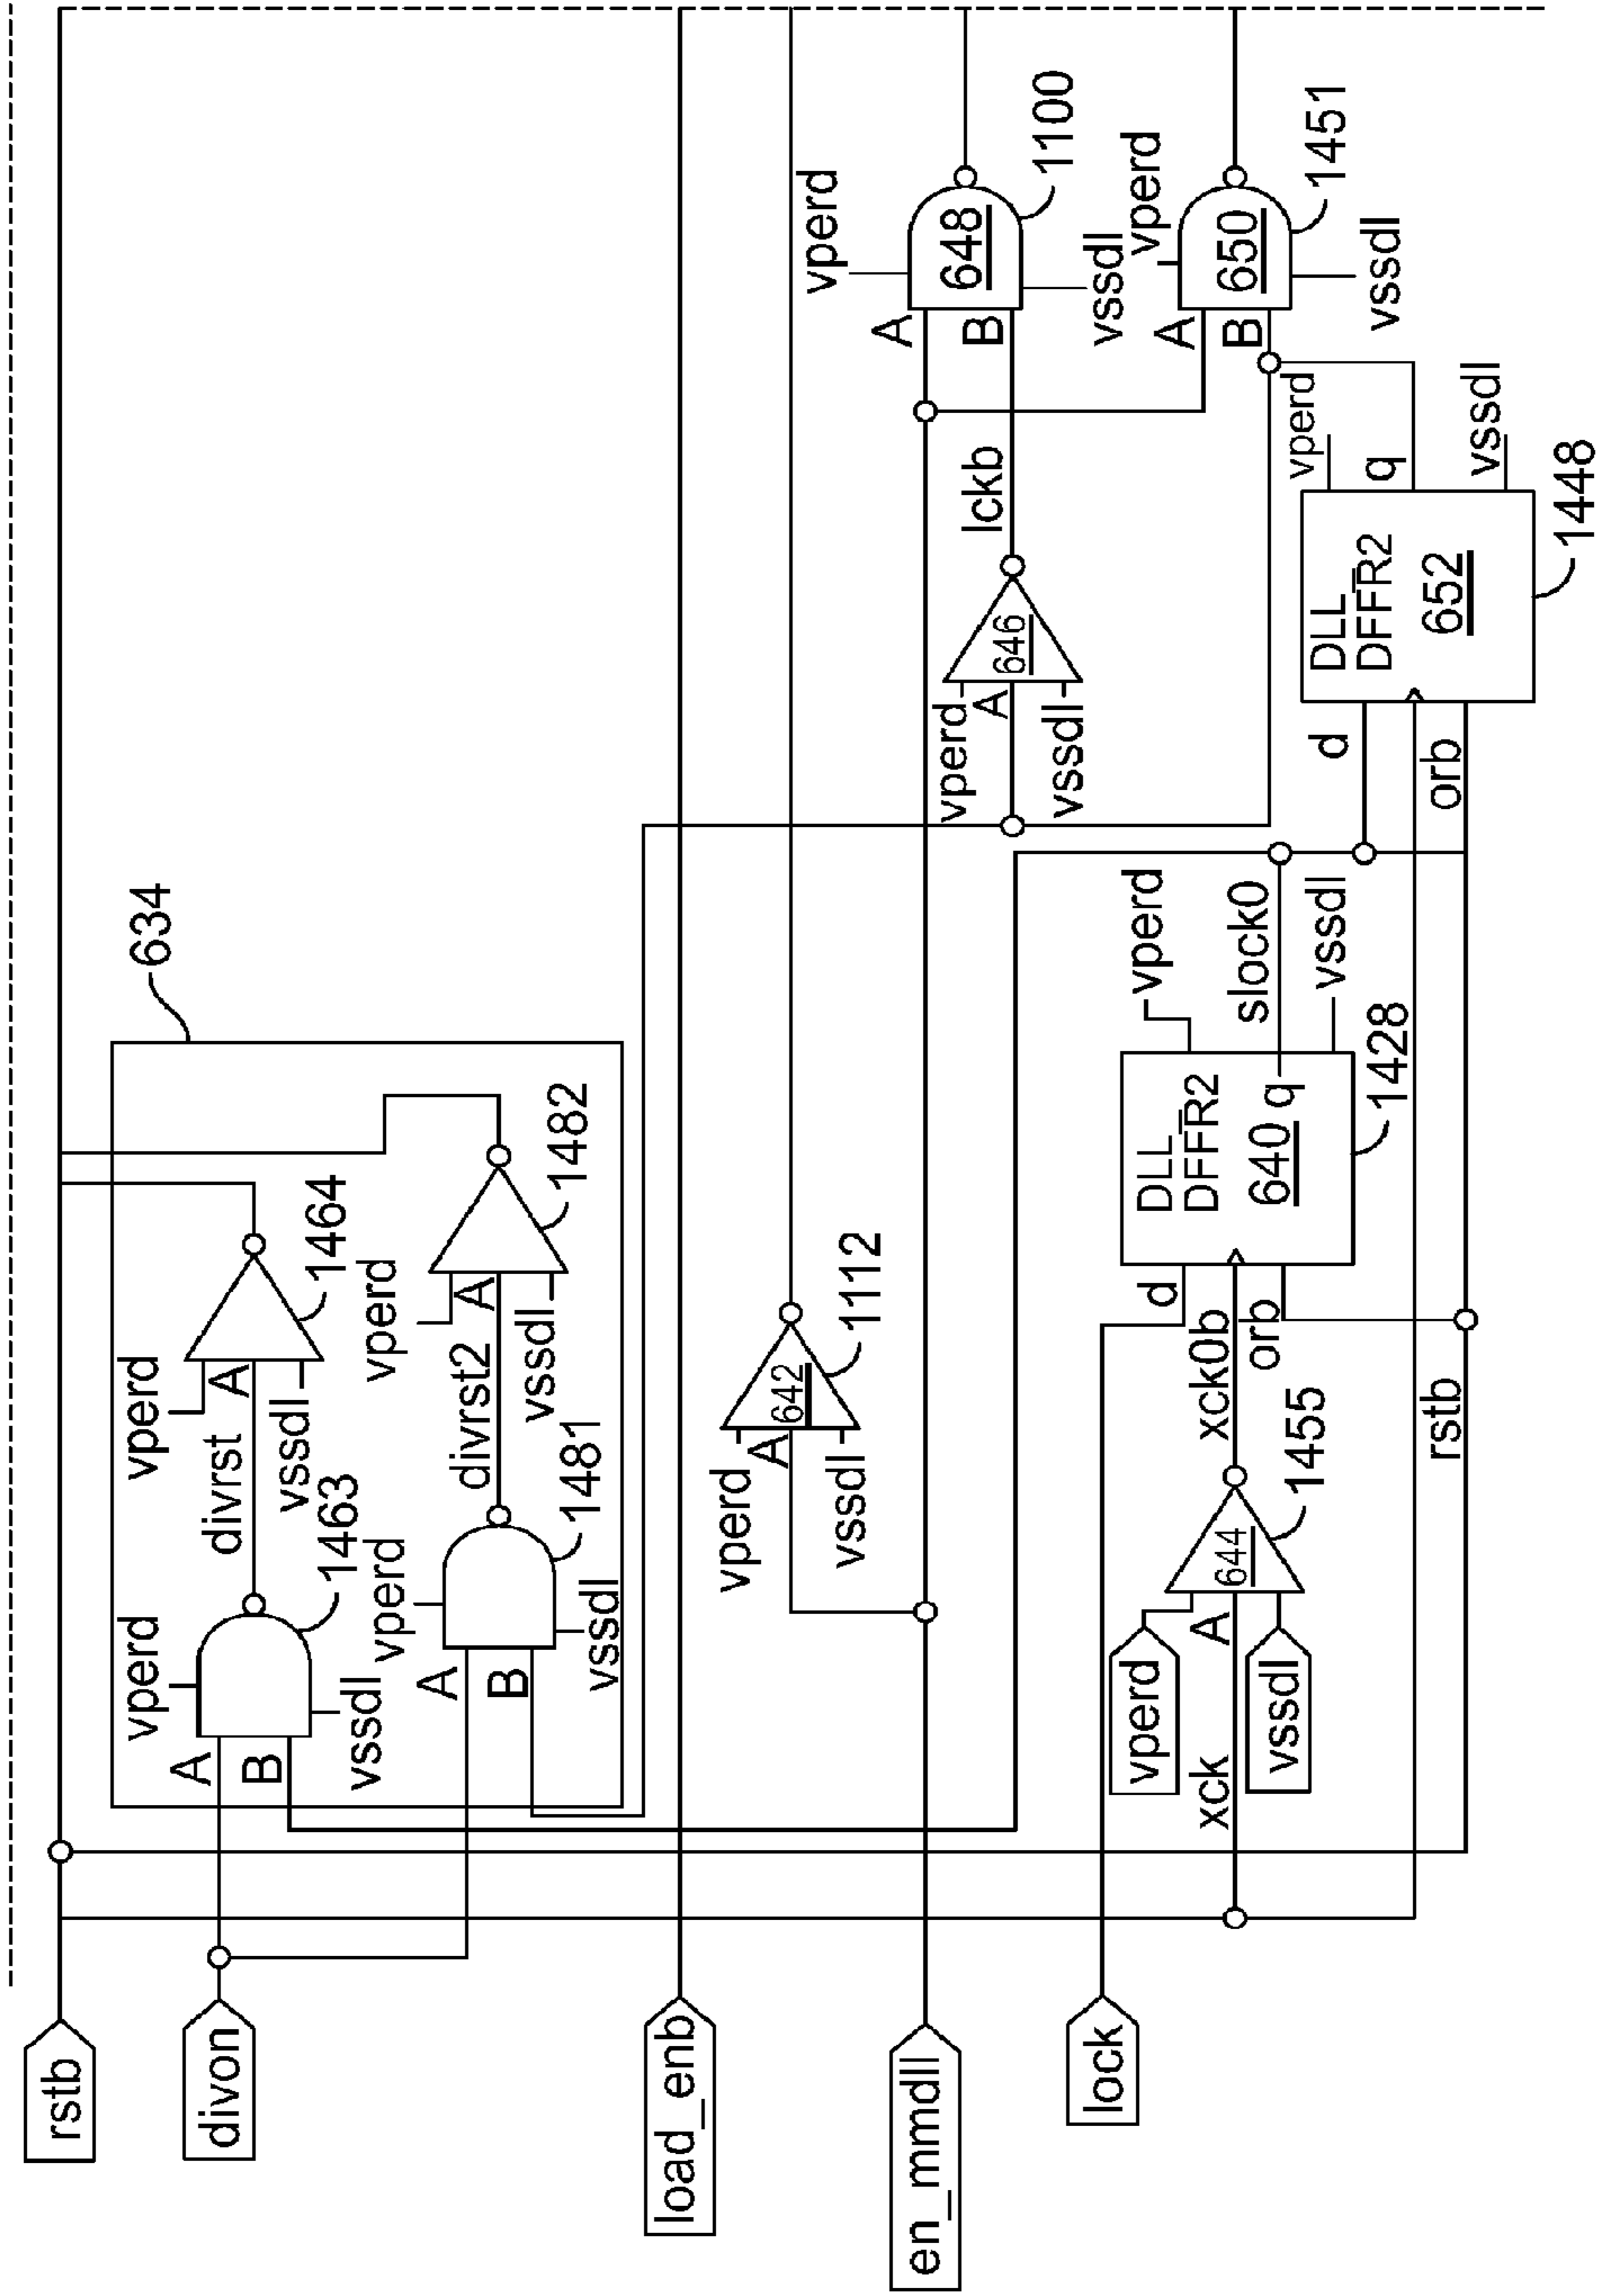 rstb
divon
load_enb
en_mmdll
lock
634
vperd
A
B
vssdl
1463
divrst
vperd
A
vssdl
1464
vperd
A
B
vssdl
1481
divrst2
vperd
A
vssdl
1482
vperd
A
vssdl
642
1112
vperd
xck
A
vssdl
644
1455
xck0b
d
orb
rstb
DLL_
DFFR2
640
q
1428
vperd
slock0
vssdl
vperd
A
vssdl
646
lckb
d
orb
DLL_
DFFR2
652
1448
vperd
q
vssdl
A
B
vperd
648
vssdl
1100
A
B
vperd
650
vssdl
1451